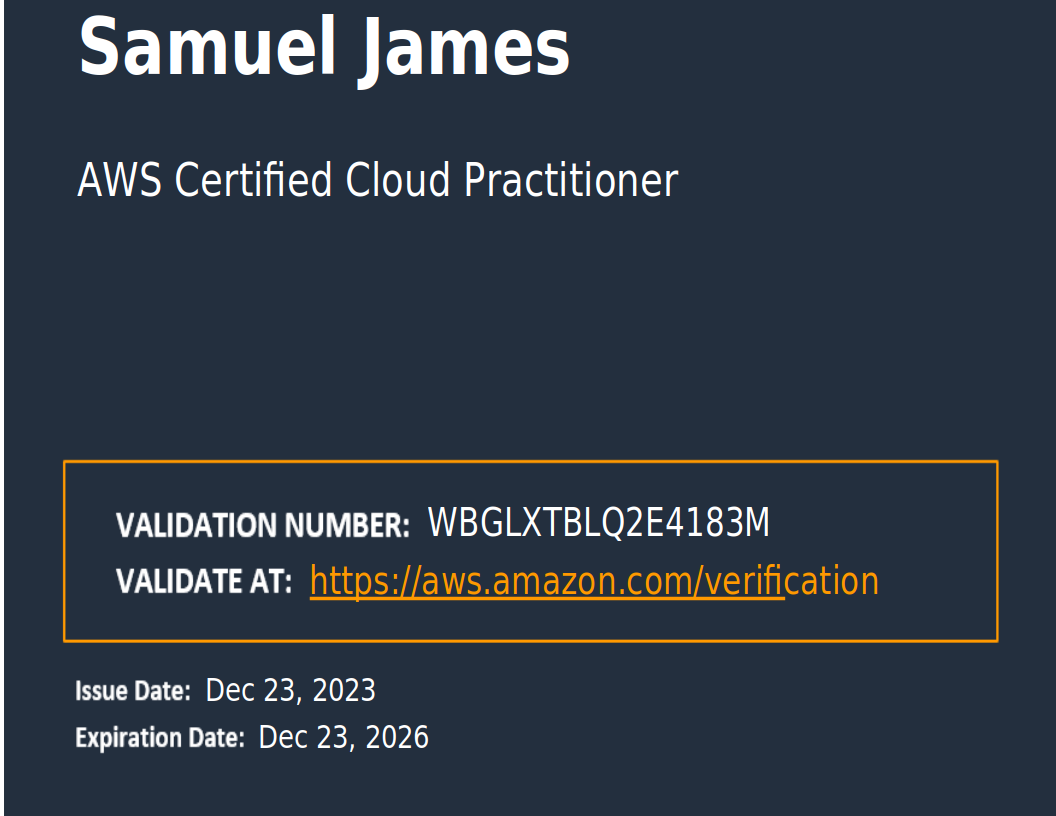 Samuel James
AWS Certified Cloud Practitioner
VALIDATION NUMBER: WBGLXTBLQ2E4183M
VALIDATE AT: https://aws.amazon.com/verification
Issue Date: Dec 23, 2023
Expiration Date: Dec 23, 2026